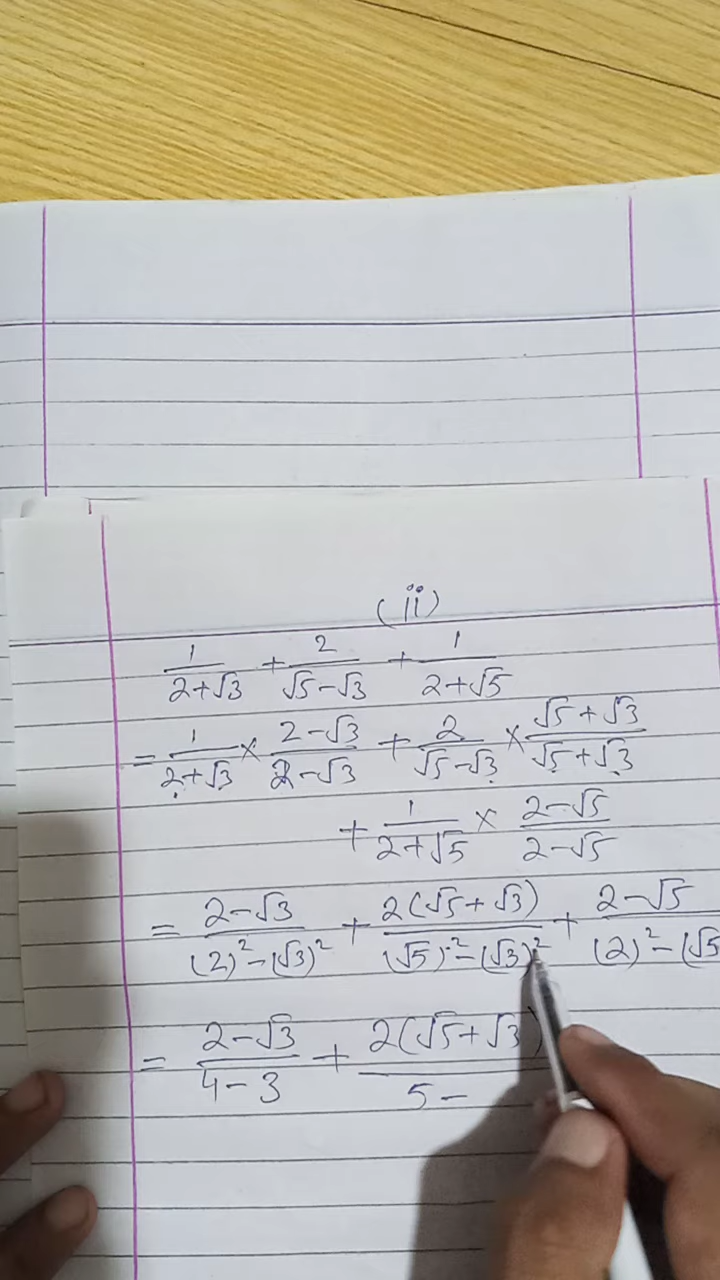 (ii)
1/(2+√3) + 2/(√5-√3) + 1/(2+√5)
= 1/(2+√3) × (2-√3)/(2-√3) + 2/(√5-√3) × (√5+√3)/(√5+√3)
+ 1/(2+√5) × (2-√5)/(2-√5)
= (2-√3)/((2)²-(√3)²) + 2(√5+√3)/((√5)²-(√3)²) + (2-√5)/((2)²-(√5
= (2-√3)/(4-3) + 2(√5+√3)/(5-